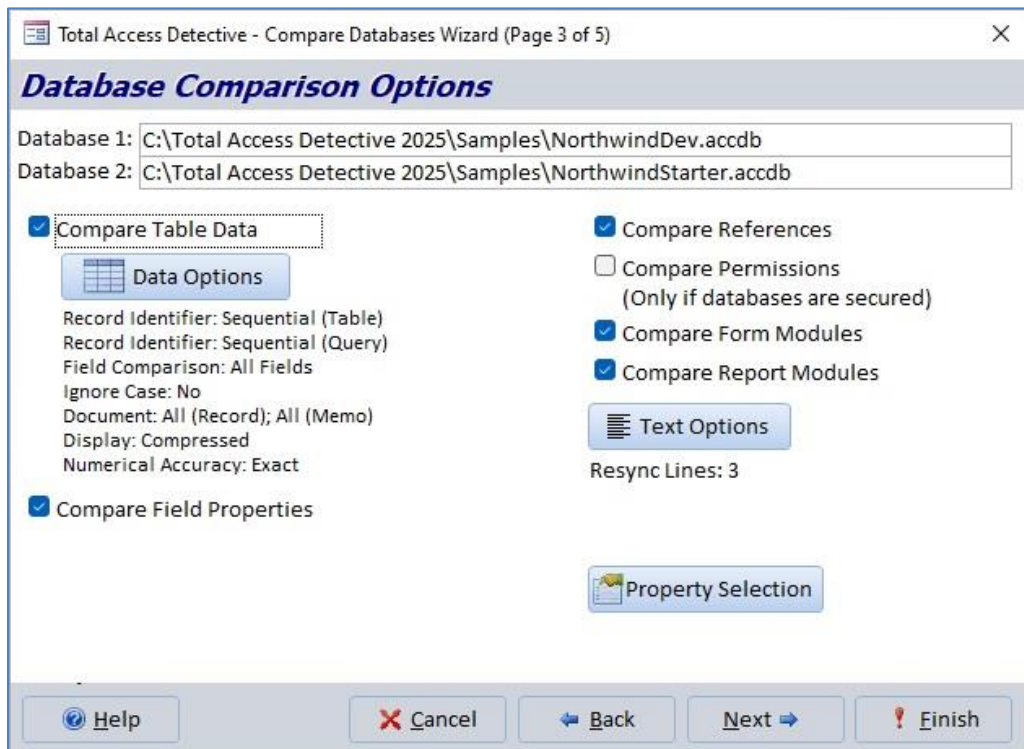 Total Access Detective - Compare Databases Wizard (Page 3 of 5)
Database Comparison Options
Database 1: C:\Total Access Detective 2025\Samples\NorthwindDev.accdb
Database 2: C:\Total Access Detective 2025\Samples\NorthwindStarter.accdb
Compare Table Data
Data Options
Record Identifier: Sequential (Table)
Record Identifier: Sequential (Query)
Field Comparison: All Fields
Ignore Case: No
Document: All (Record); All (Memo)
Display: Compressed
Numerical Accuracy: Exact
Compare Field Properties
Compare References
Compare Permissions
(Only if databases are secured)
Compare Form Modules
Compare Report Modules
Text Options
Resync Lines: 3
Property Selection
Help
Cancel
Back
Next
Finish